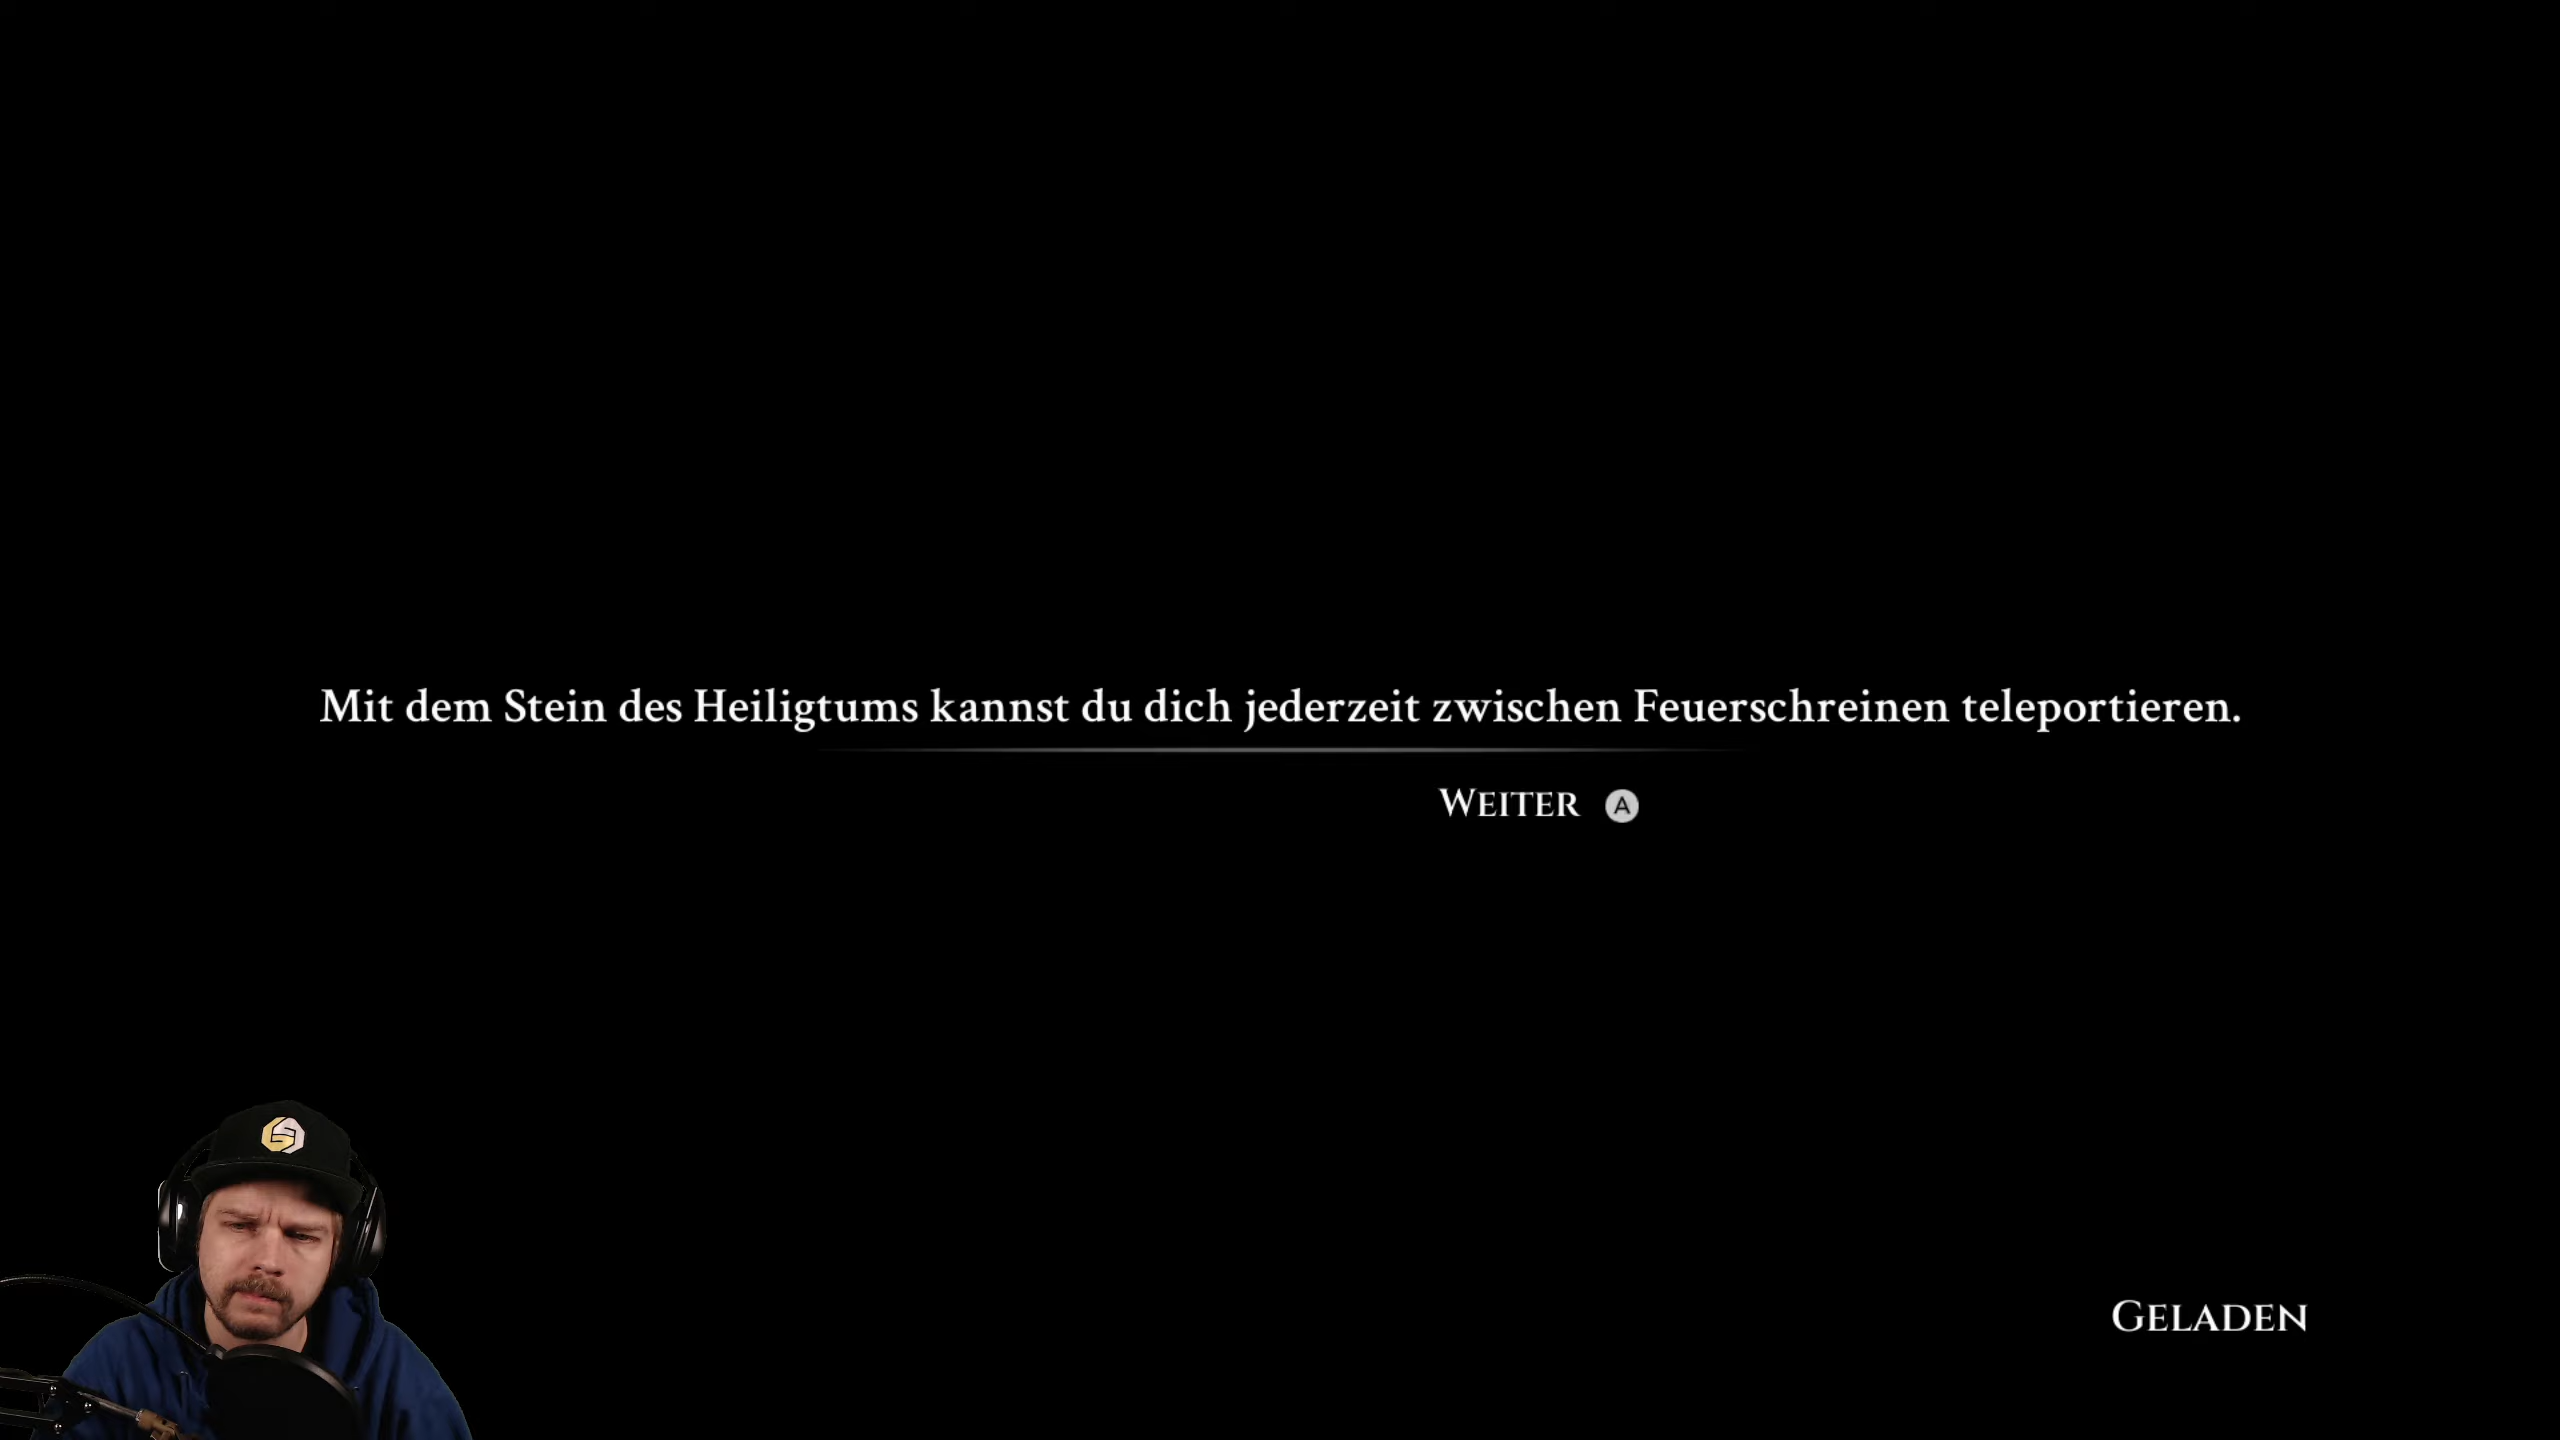 Mit dem Stein des Heiligtums kannst du dich jederzeit zwischen Feuerschreinen teleportieren.
WEITER A
GELADEN